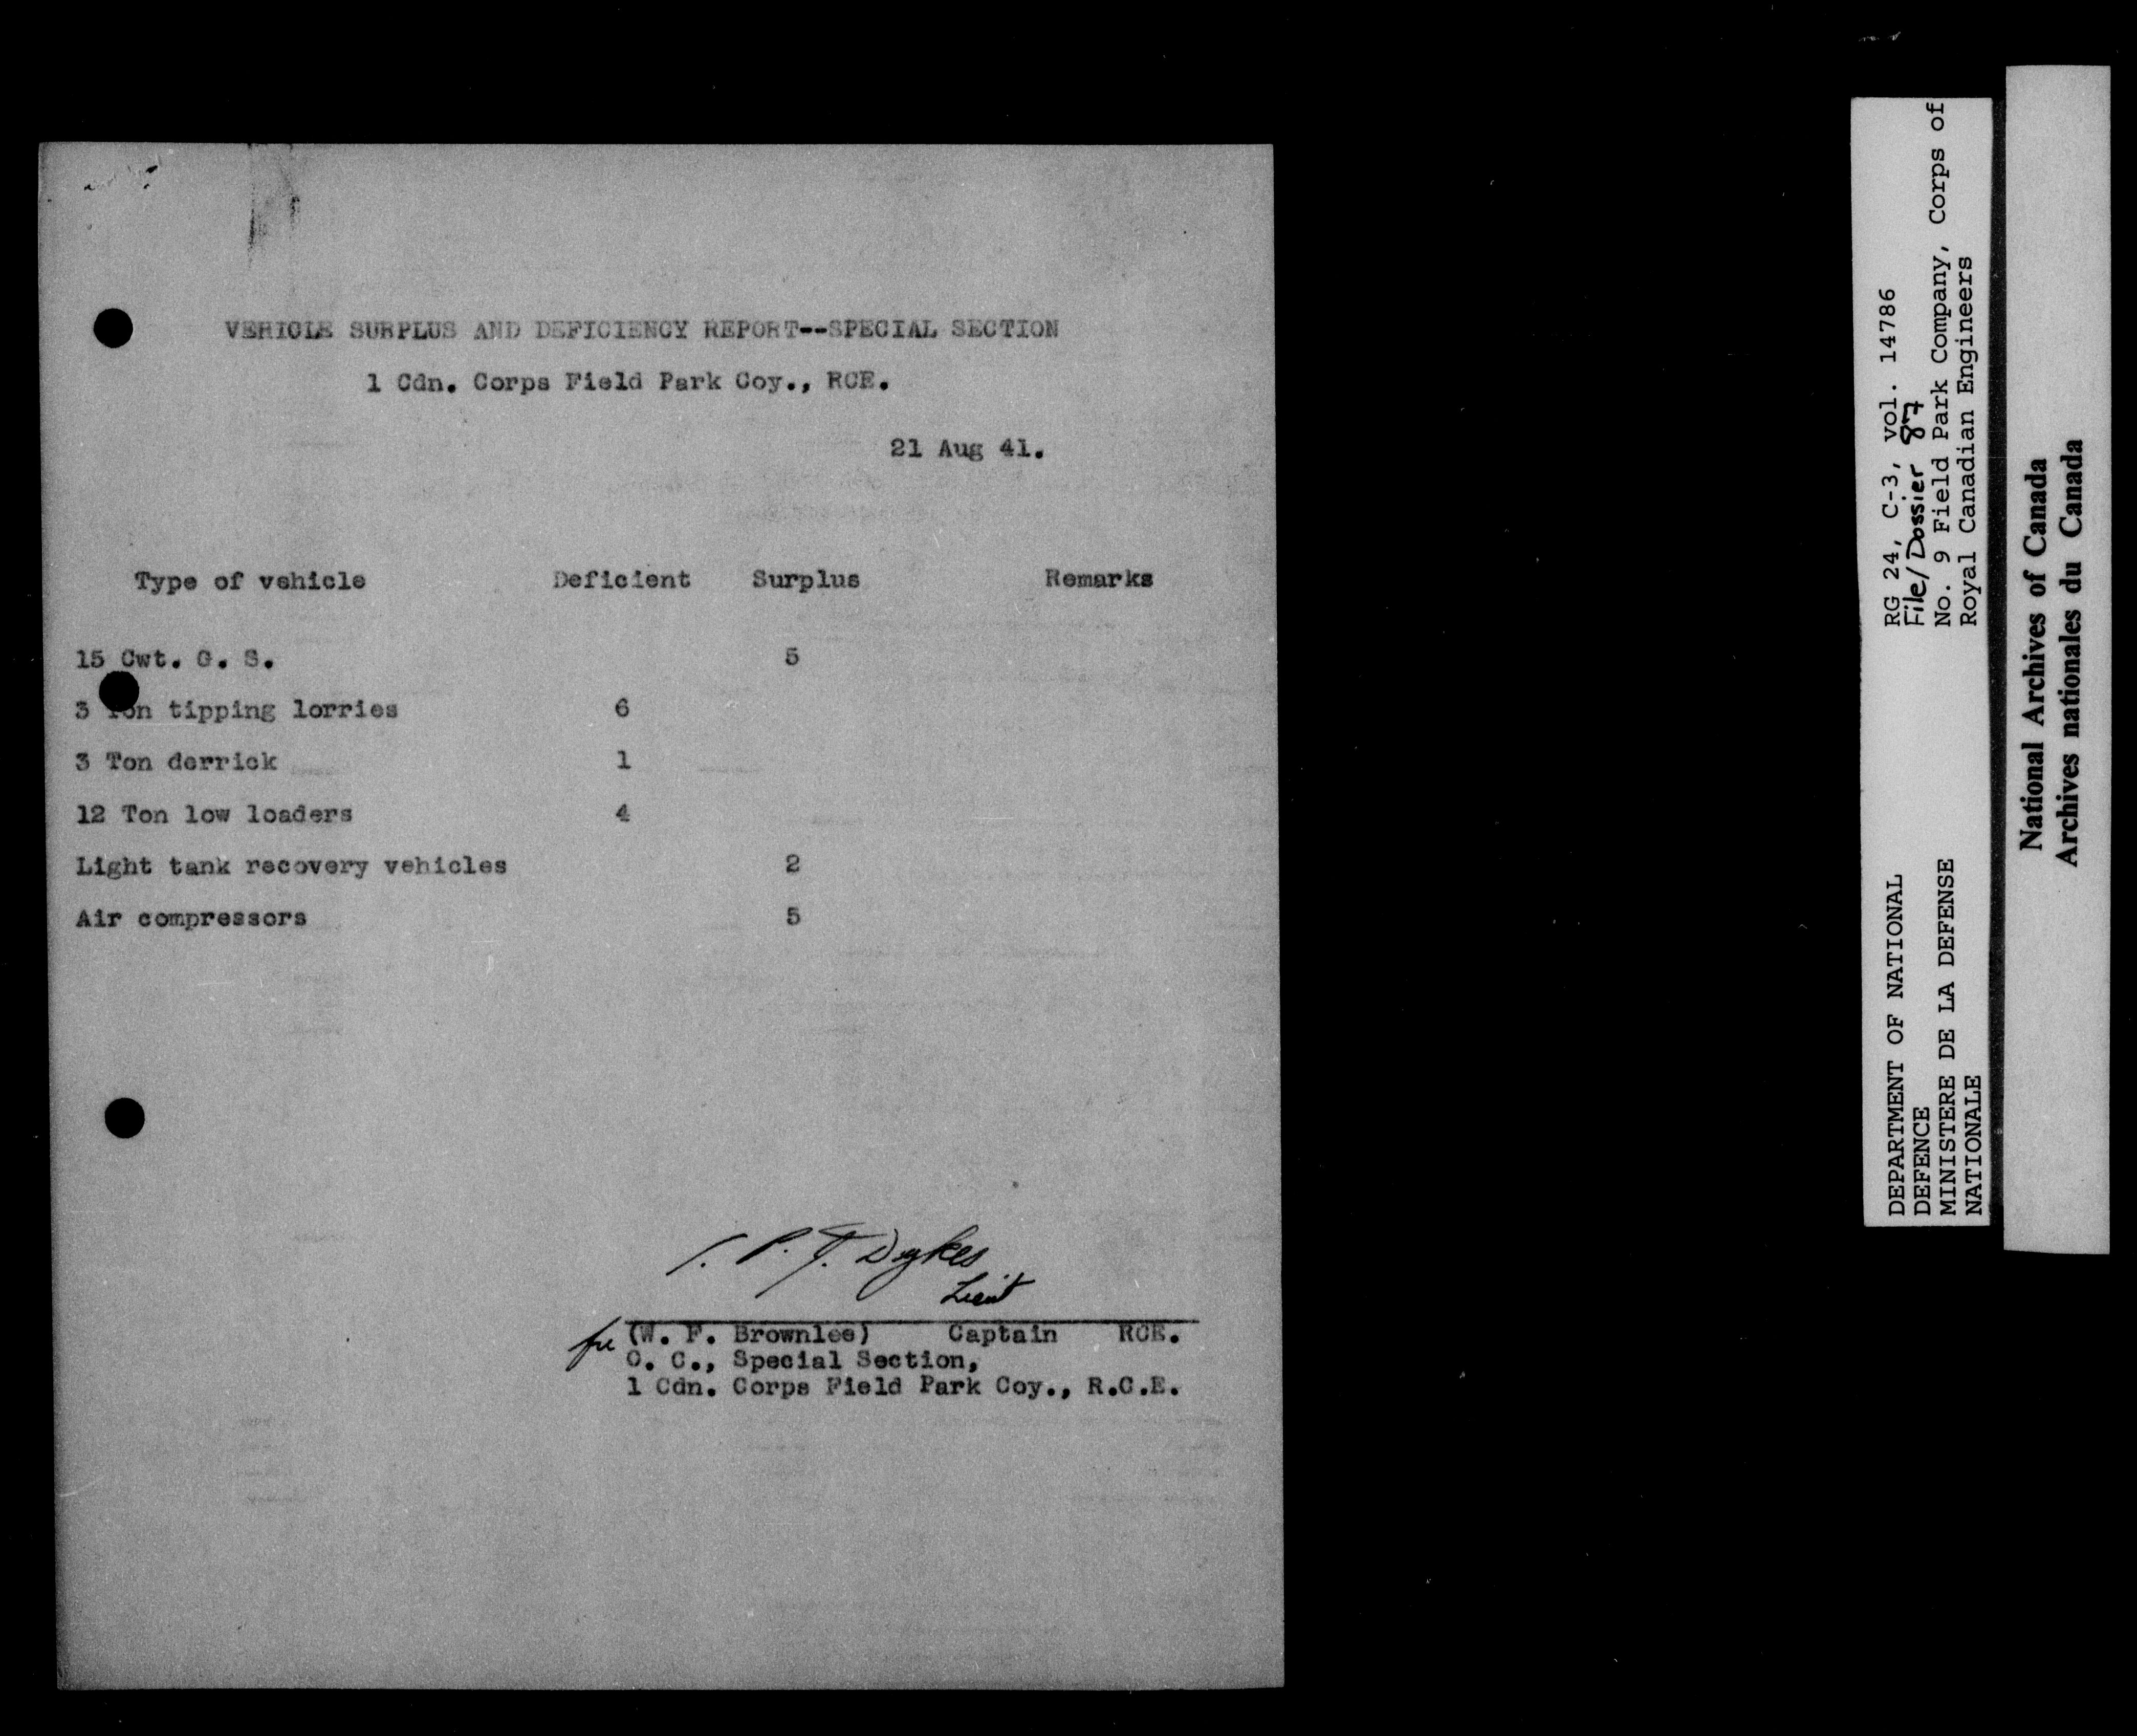 VEHICLE SURPLUS AND DEFICIENCY REPORT--SPECIAL SECTION
1 Cdn. Corps Field Park Coy., RCE.
21 Aug 41.
Type of vehicle Deficient Surplus Remarks
15 Cwt. G. S. 5
3 Ton tipping lorries 6
3 Ton derrick 1
12 Ton low loaders 4
Light tank recovery vehicles 2
Air compressors 5
P. T. Dykes
Lieut
for (W. F. Brownlee) Captain RCE.
O. C., Special Section,
1 Cdn. Corps Field Park Coy., R.C.E.
RG 24, C-3, vol. 14786
File/Dossier 87
No. 9 Field Park Company, Corps of
Royal Canadian Engineers
DEPARTMENT OF NATIONAL
DEFENCE
MINISTERE DE LA DEFENSE
NATIONALE
National Archives of Canada
Archives nationales du Canada